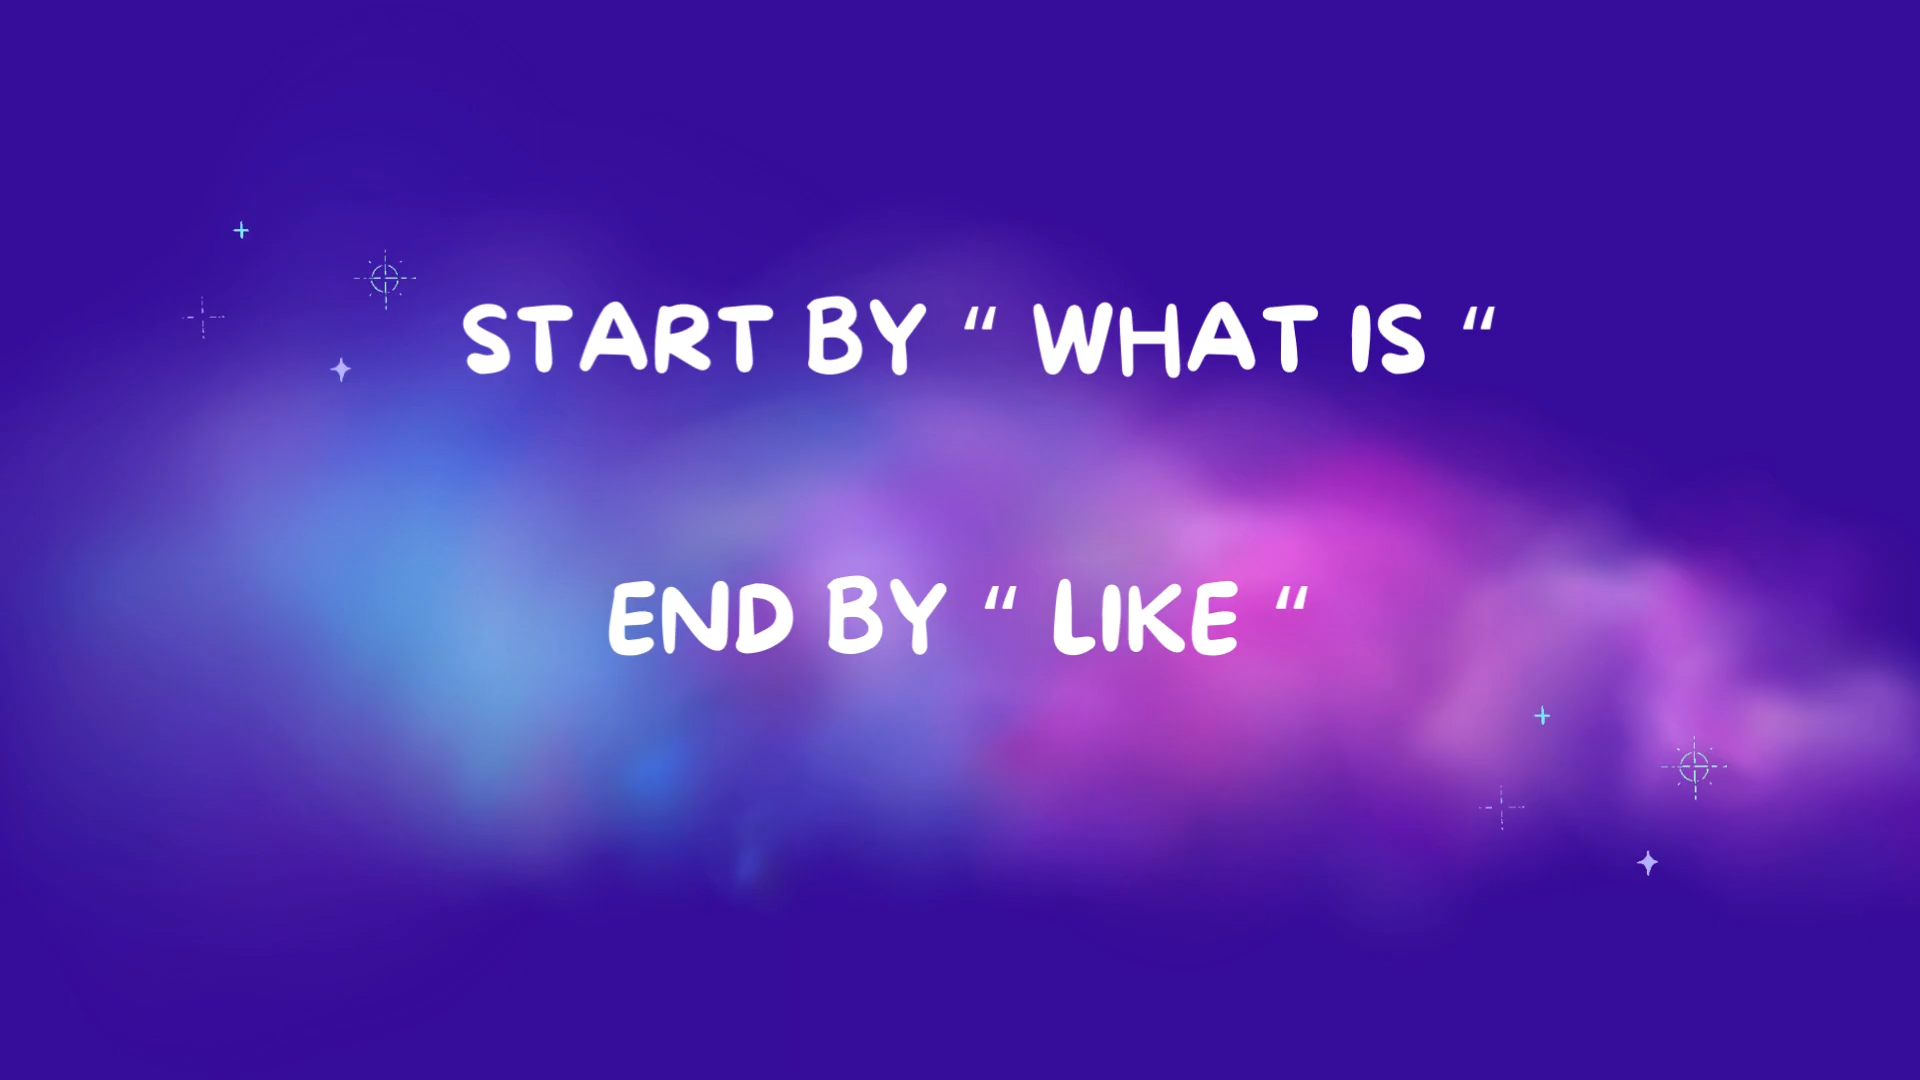 START BY “ WHAT IS “
END BY “ LIKE “